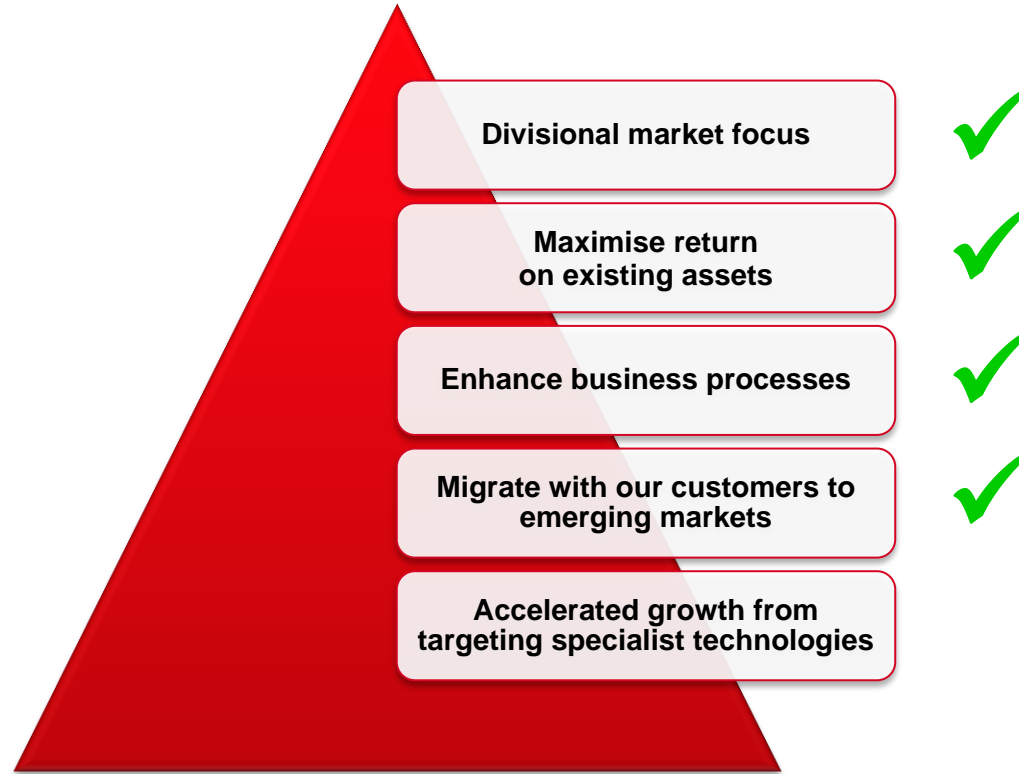 Divisional market focus
Maximise return
on existing assets
Enhance business processes
Migrate with our customers to
emerging markets
Accelerated growth from
targeting specialist technologies